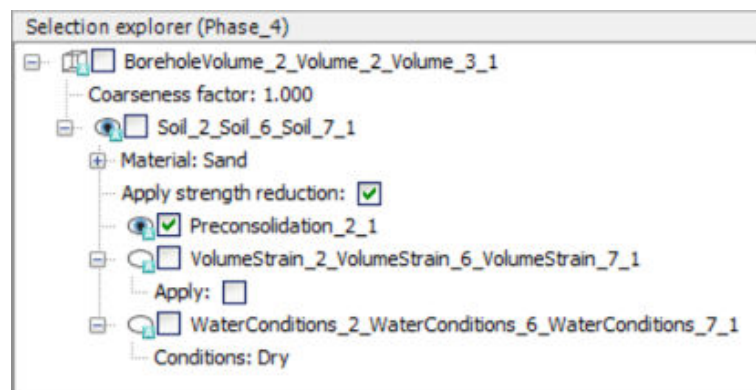 Selection explorer (Phase_4)
BoreholeVolume_2_Volume_2_Volume_3_1
Coarseness factor: 1.000
Soil_2_Soil_6_Soil_7_1
Material: Sand
Apply strength reduction:
Preconsolidation_2_1
VolumeStrain_2_VolumeStrain_6_VolumeStrain_7_1
Apply:
WaterConditions_2_WaterConditions_6_WaterConditions_7_1
Conditions: Dry